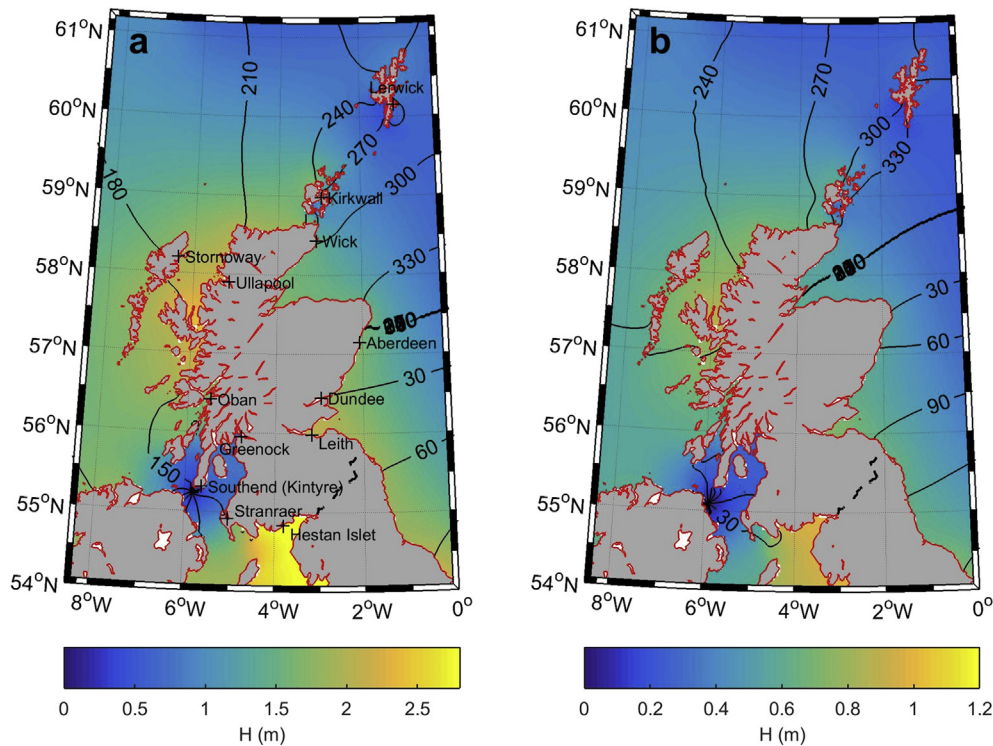 a
b
61°N
60°N
59°N
58°N
57°N
56°N
55°N
54°N
8°W
6°W
4°W
2°W
0°
210
240
270
300
330
180
30
60
150
Lerwick
Kirkwall
Wick
Stornoway
Ullapool
Aberdeen
Oban
Dundee
Leith
Greenock
Southend (Kintyre)
Stranraer
Hestan Islet
0
0.5
1
1.5
2
2.5
H (m)
61°N
60°N
59°N
58°N
57°N
56°N
55°N
54°N
8°W
6°W
4°W
2°W
0°
240
270
300
330
30
60
90
30
0
0.2
0.4
0.6
0.8
1
1.2
H (m)